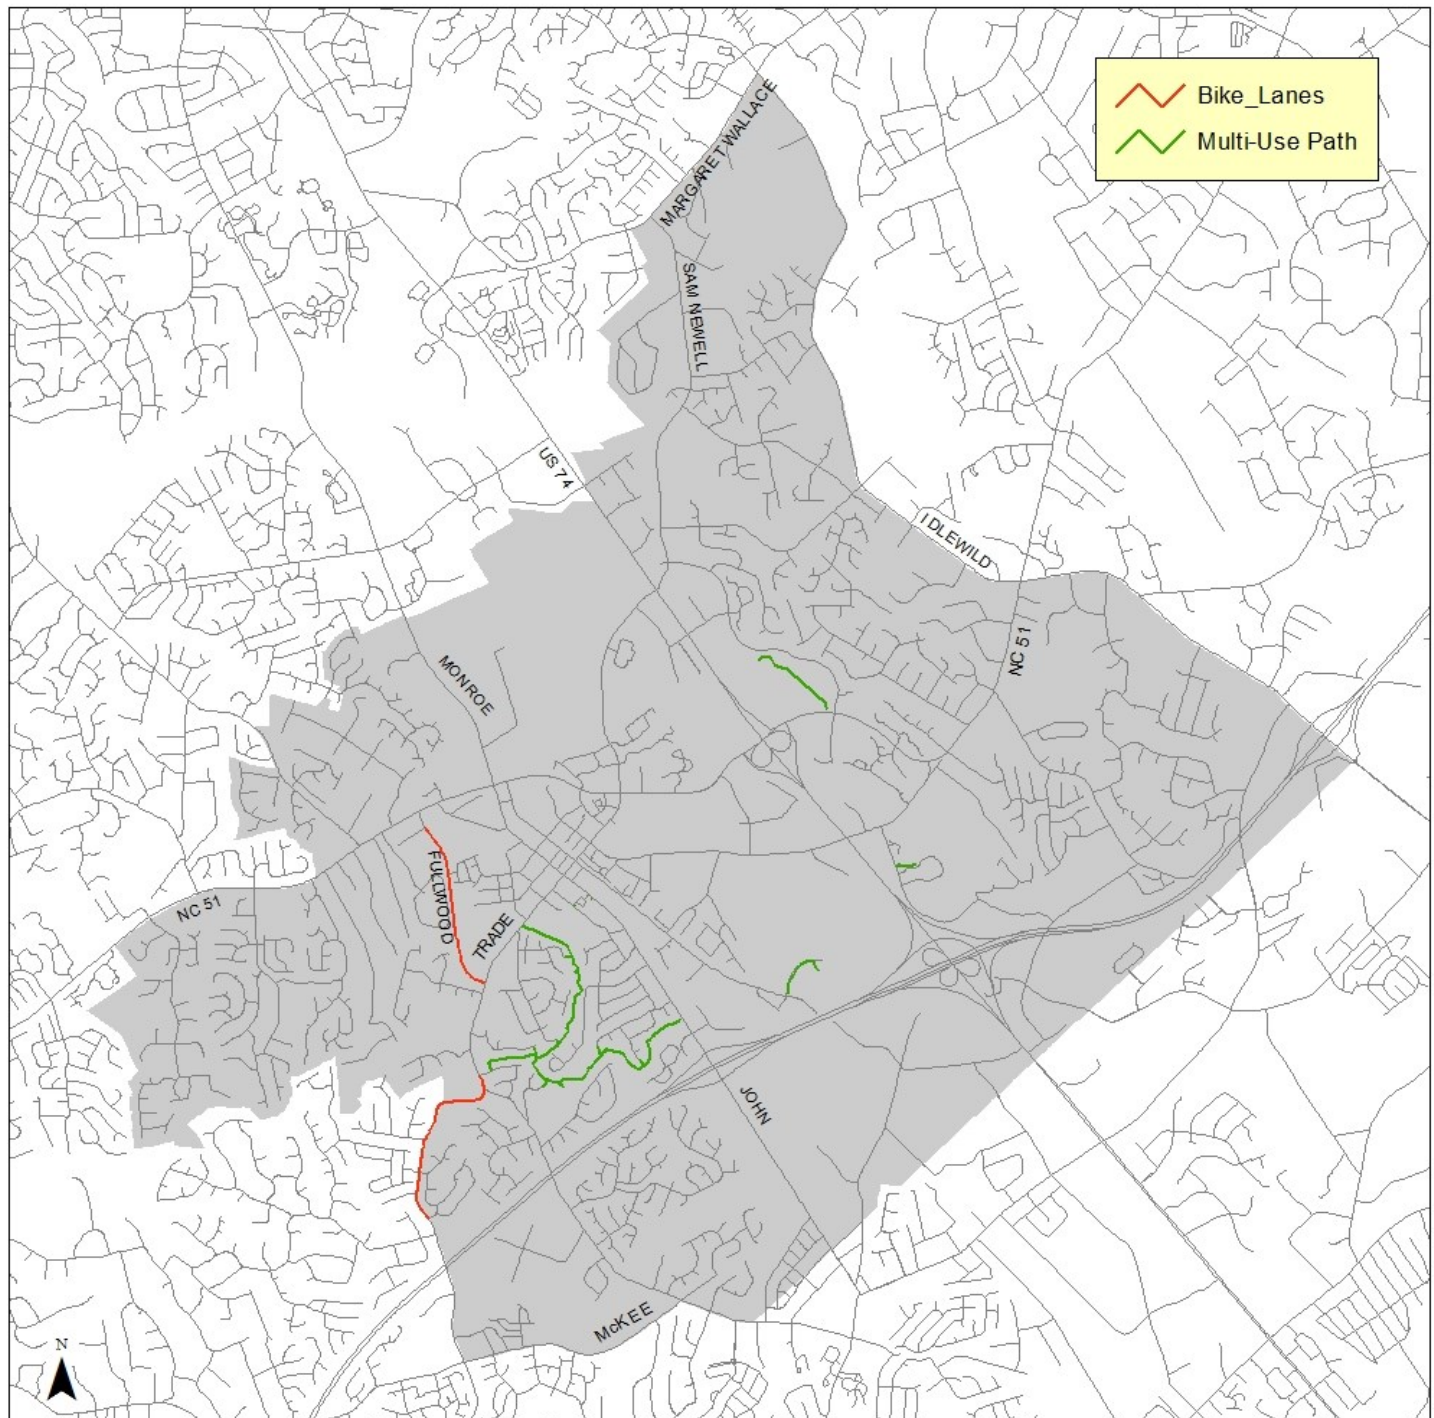 Bike_Lanes
Multi-Use Path
MARGARET WALLACE
SAM NEWELL
US 74
IDLEWILD
NC 51
MONROE
FULLWOOD
NC 51
TRADE
JOHN
McKEE
N